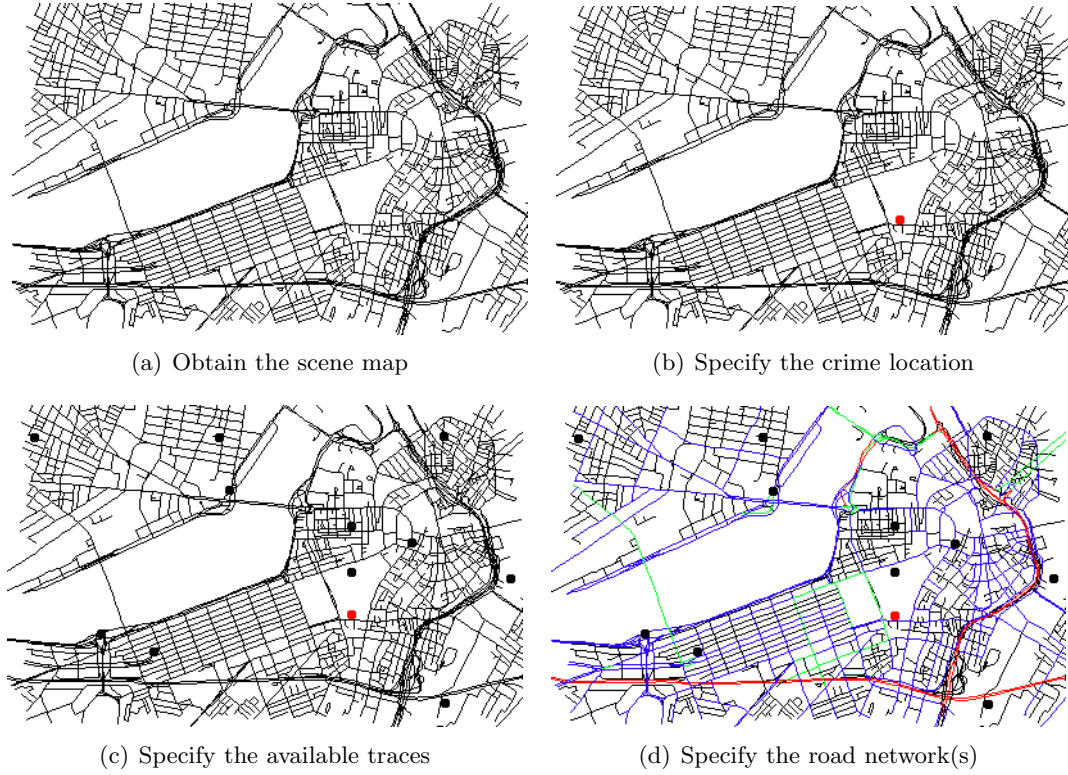 (a) Obtain the scene map
(b) Specify the crime location
(c) Specify the available traces
(d) Specify the road network(s)